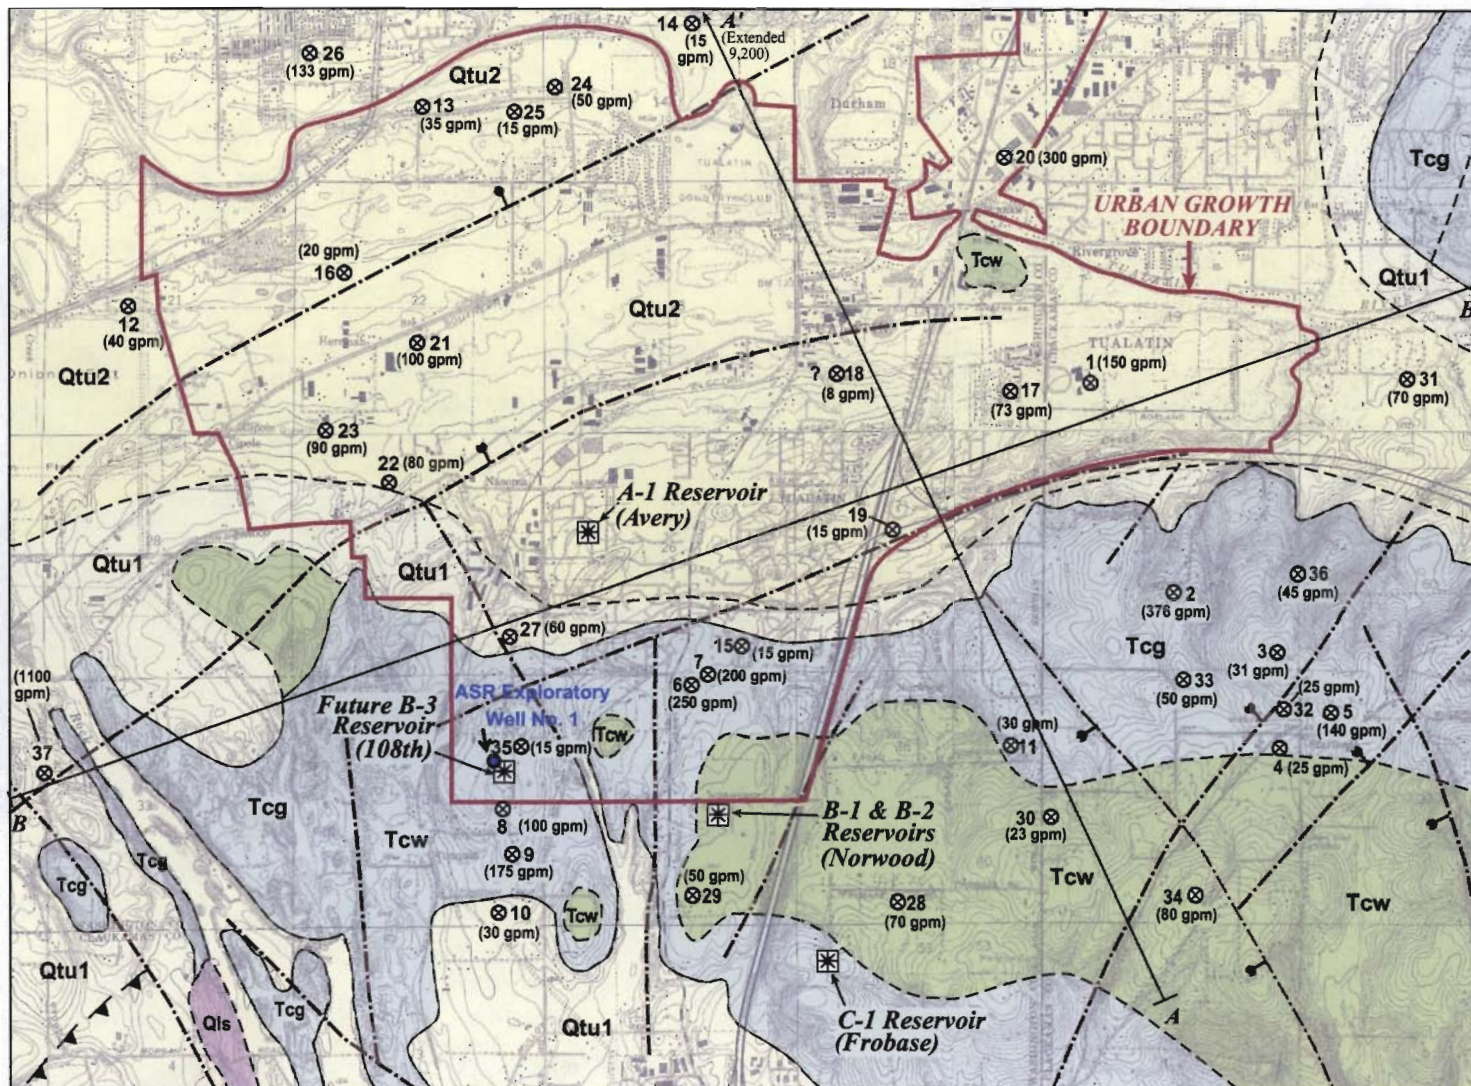 26
(133 gpm)
Qtu2
13
(35 gpm)
24
(50 gpm)
25
(15 gpm)
14
(15
gpm)
A'
(Extended
9,200)
TUALATIN
Durham
20 (300 gpm)
Tcg
URBAN GROWTH
BOUNDARY
TUALATIN
COUNTRY CLUB
(20 gpm)
16
Tcw
Rivergrove
Qtu1
12
(40 gpm)
Qtu2
Qtu2
21
(100 gpm)
B'
TUALATIN
1 (150 gpm)
? 18
(8 gpm)
17
(73 gpm)
31
(70 gpm)
23
(90 gpm)
22 (80 gpm)
A-1 Reservoir
(Avery)
19
(15 gpm)
Qtu1
Qtu1
36
(45 gpm)
2
(376 gpm)
27 (60 gpm)
15 (15 gpm)
Tcg
3
(31 gpm)
7
(200 gpm)
6
(250 gpm)
33
(50 gpm)
(25 gpm)
32
5
(140 gpm)
4 (25 gpm)
(1100
gpm)
37
ASR Exploratory
Well No. 1
Future B-3
Reservoir
(108th)
35 (15 gpm)
Tcw
(30 gpm)
11
B
Tcg
Tcw
8 (100 gpm)
9
(175 gpm)
B-1 & B-2
Reservoirs
(Norwood)
30
(23 gpm)
Tcw
Tcg
Tcg
(50 gpm)
29
28
(70 gpm)
34
(80 gpm)
Tcw
10
(30 gpm)
Tcw
Qtu1
Qls
Tcg
Qtu1
C-1 Reservoir
(Frobase)
A